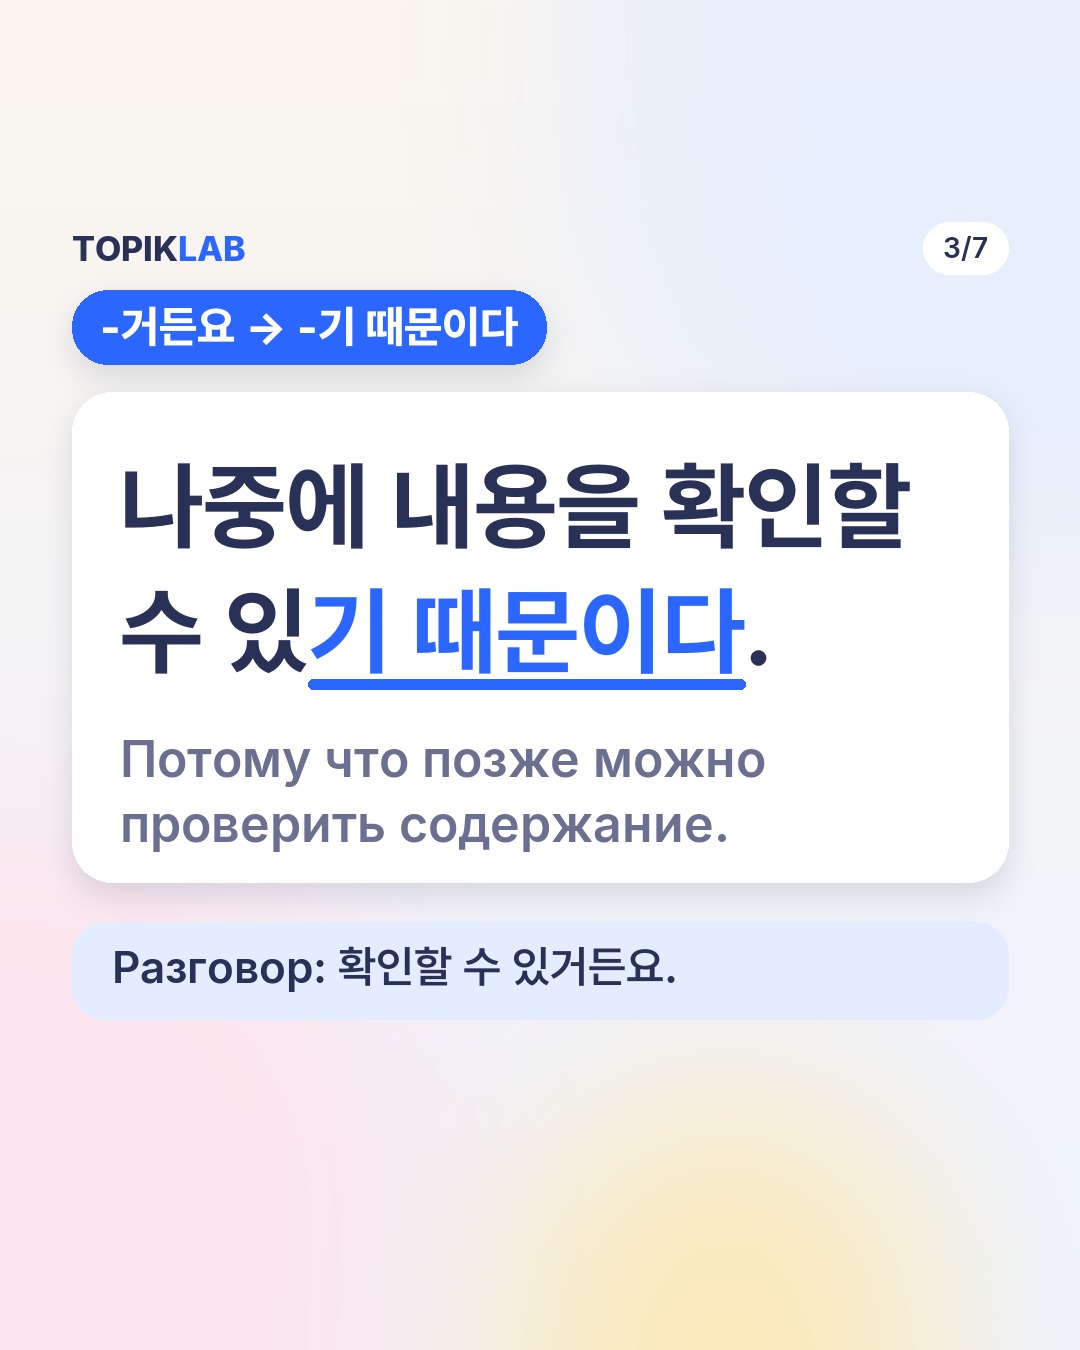 TOPIKLAB
3/7
-거든요 → -기 때문이다
나중에 내용을 확인할
수 있기 때문이다.
Потому что позже можно
проверить содержание.
Разговор: 확인할 수 있거든요.